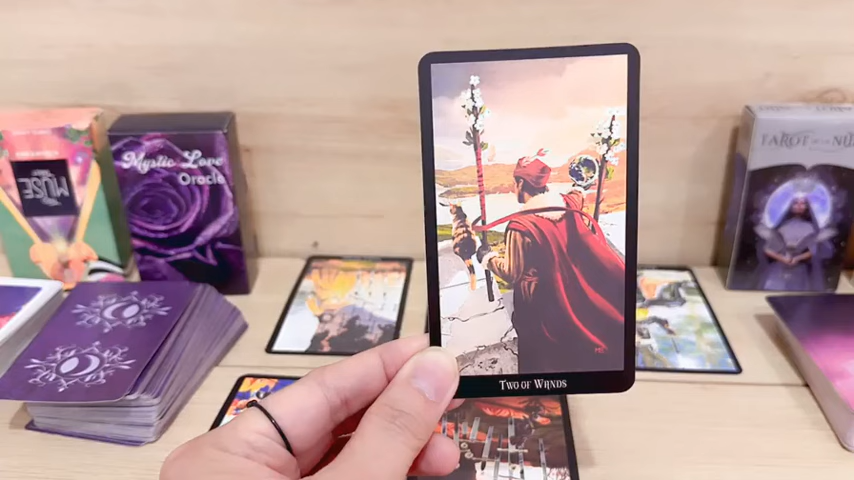 MUSE
Mystic Love
Oracle
TAROT
TWO OF WANDS